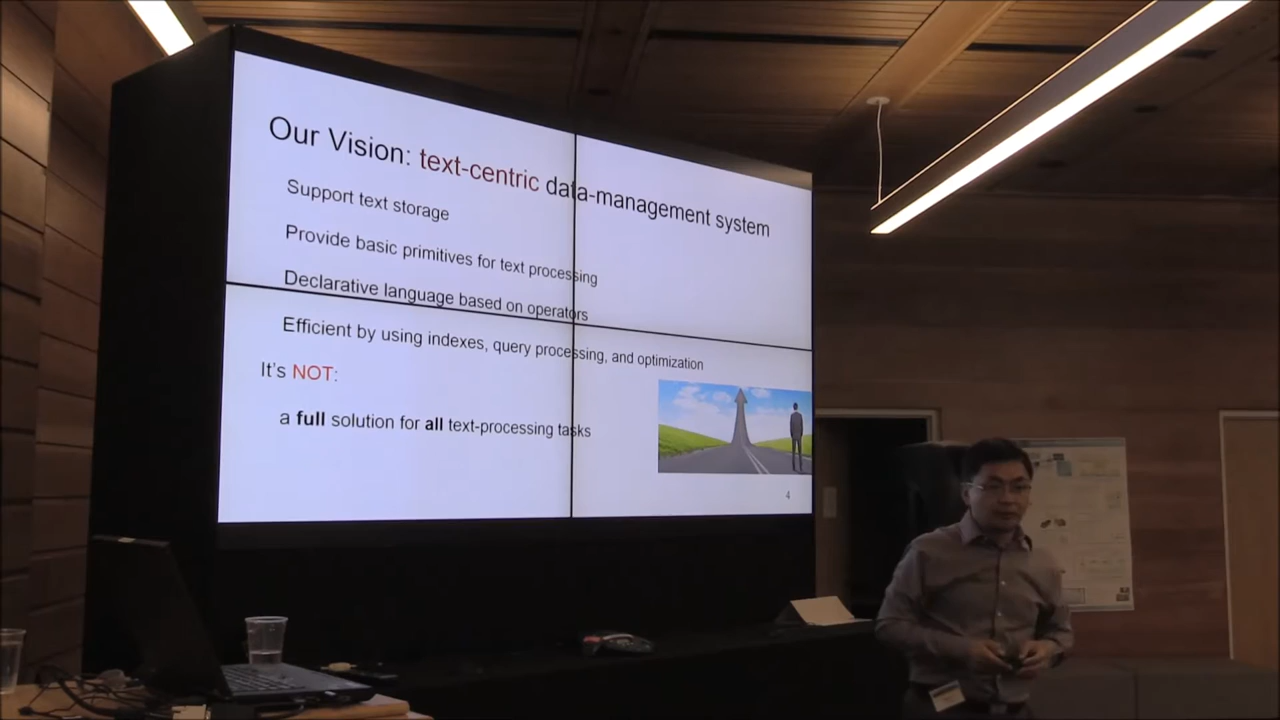 Our Vision: text-centric data-management system
Support text storage
Provide basic primitives for text processing
Declarative language based on operators
Efficient by using indexes, query processing, and optimization
It's NOT:
a full solution for all text-processing tasks
4